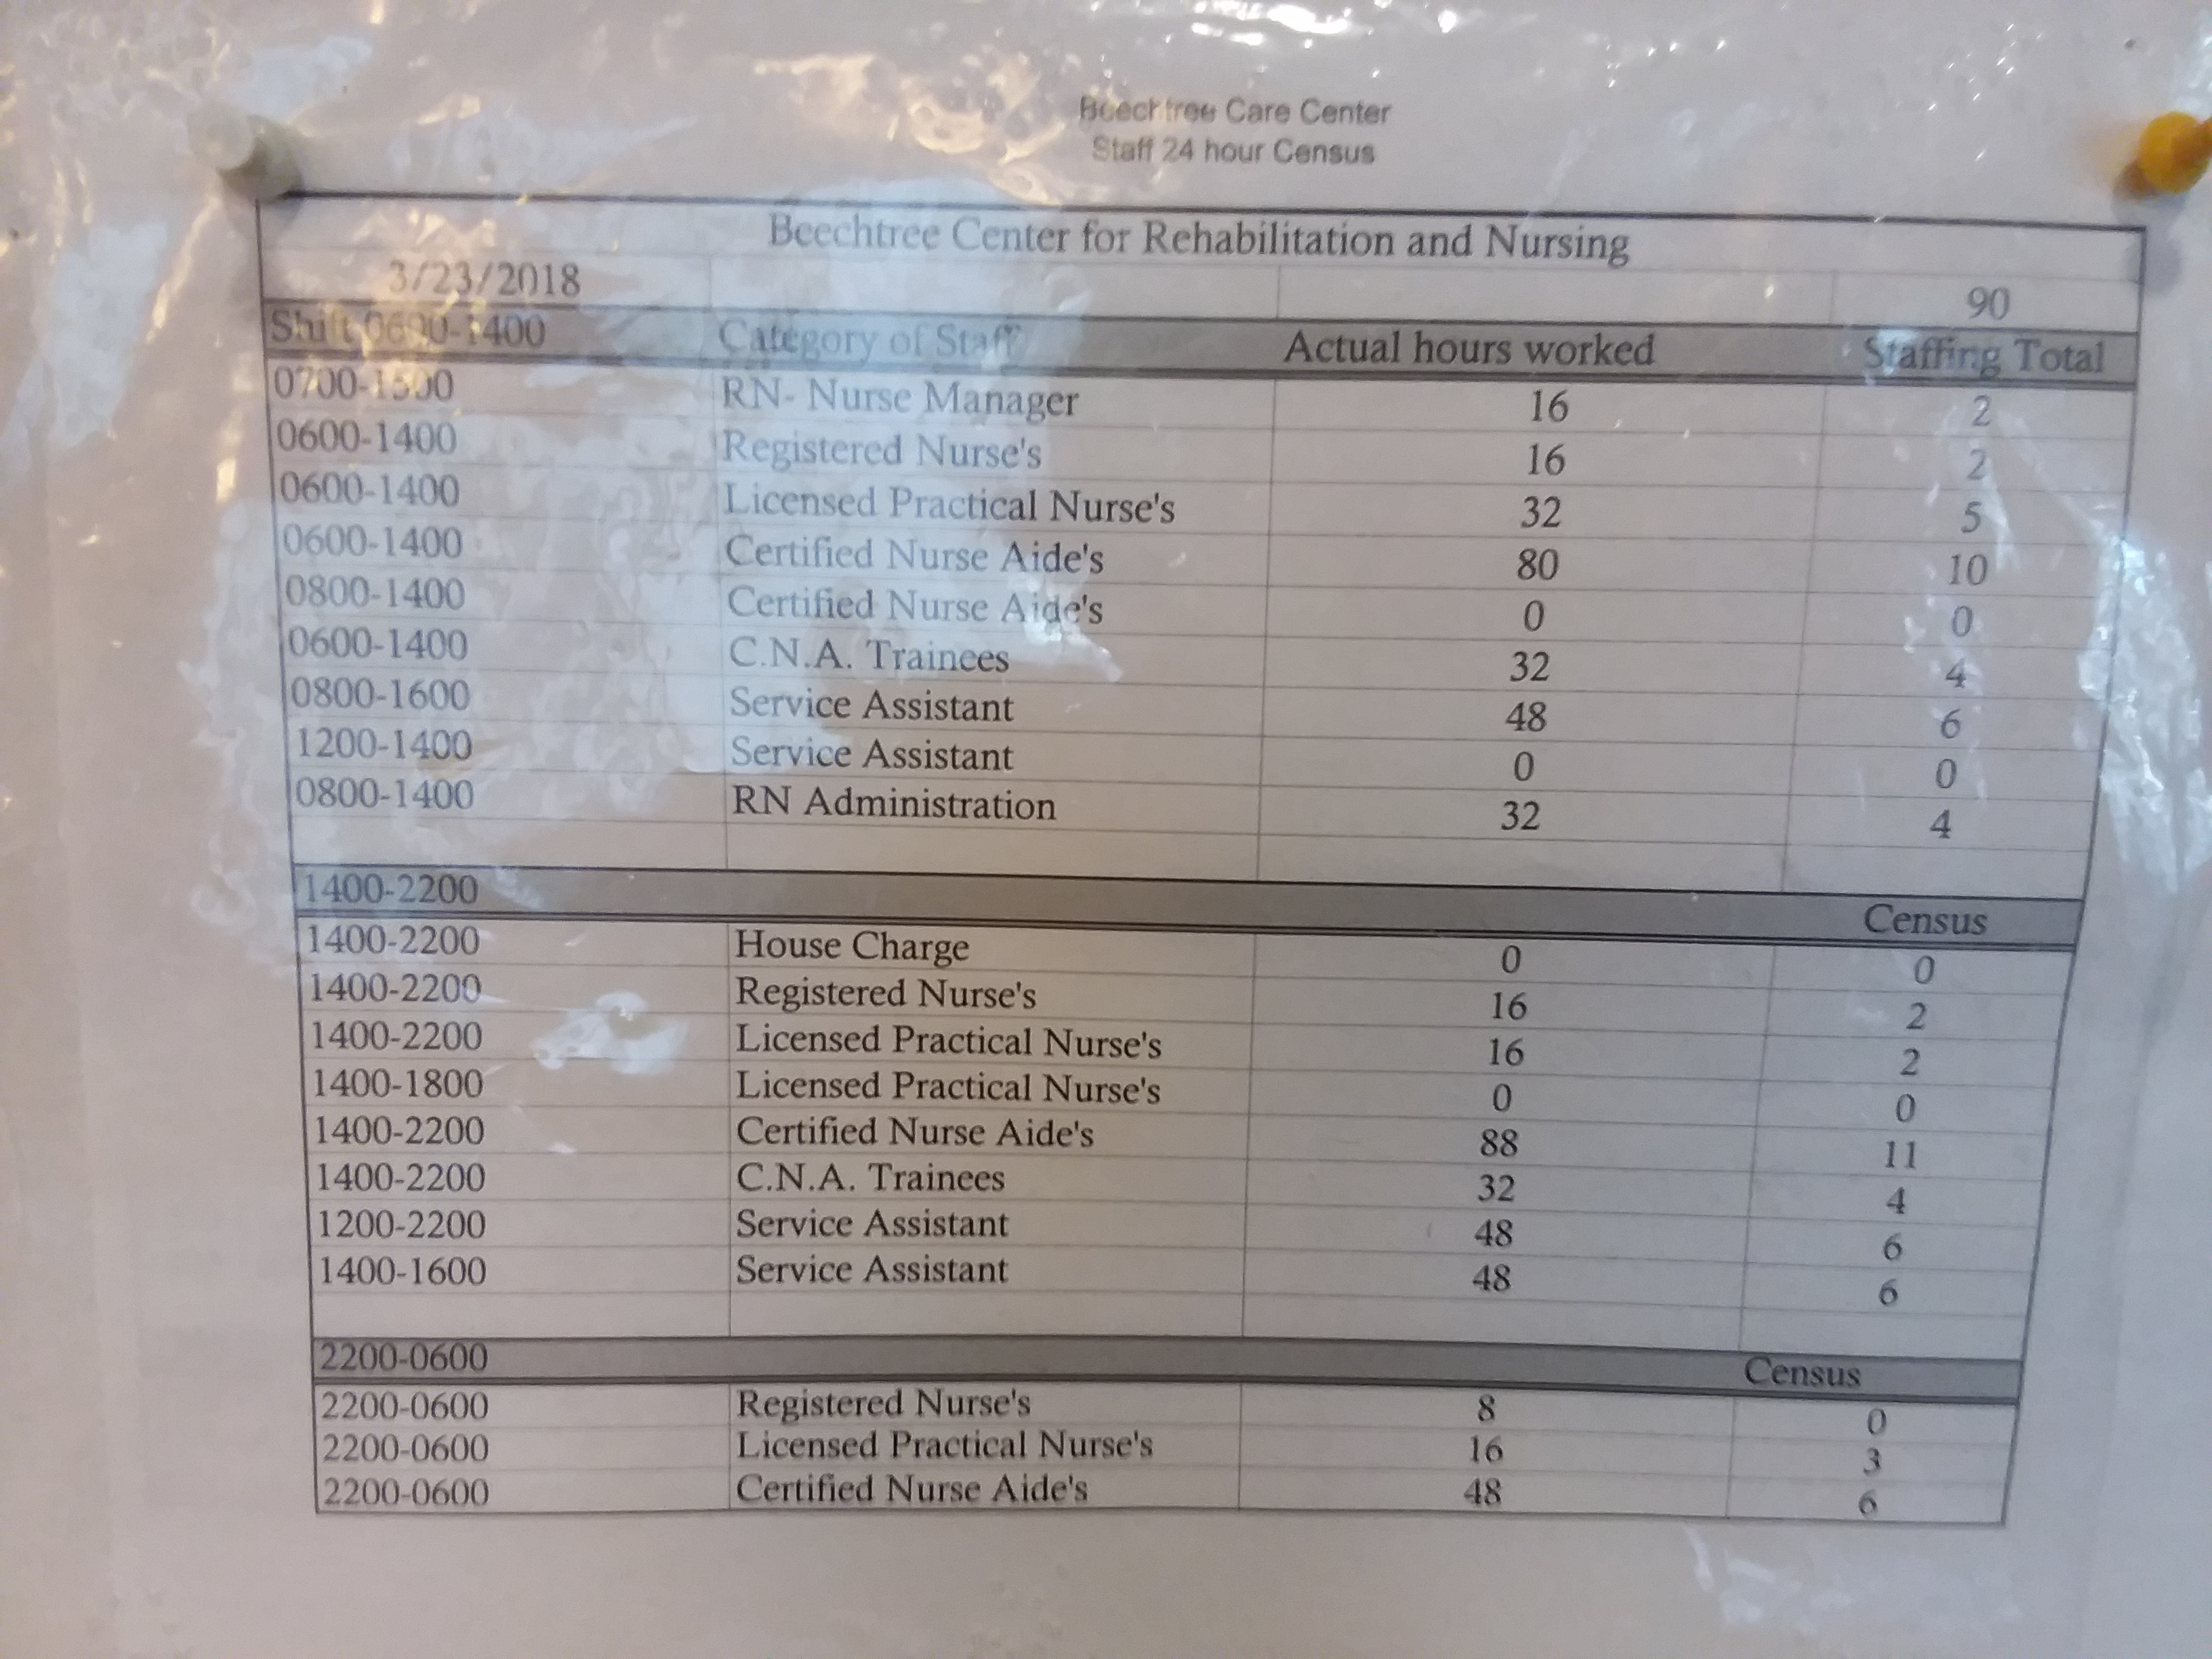 Beechtree Care Center
Staff 24 hour Census
Beechtree Center for Rehabilitation and Nursing
3/23/2018 90
Shift 0600-1400 Category of Staff Actual hours worked Staffing Total
0700-1500 RN- Nurse Manager 16 2
0600-1400 Registered Nurse's 16 2
0600-1400 Licensed Practical Nurse's 32 5
0600-1400 Certified Nurse Aide's 80 10
0800-1400 Certified Nurse Aide's 0 0
0600-1400 C.N.A. Trainees 32 4
0800-1600 Service Assistant 48 6
1200-1400 Service Assistant 0 0
0800-1400 RN Administration 32 4
1400-2200 Census
1400-2200 House Charge 0 0
1400-2200 Registered Nurse's 16 2
1400-2200 Licensed Practical Nurse's 16 2
1400-1800 Licensed Practical Nurse's 0 0
1400-2200 Certified Nurse Aide's 88 11
1400-2200 C.N.A. Trainees 32 4
1200-2200 Service Assistant 48 6
1400-1600 Service Assistant 48 6
2200-0600 Census
2200-0600 Registered Nurse's 8 0
2200-0600 Licensed Practical Nurse's 16 3
2200-0600 Certified Nurse Aide's 48 6